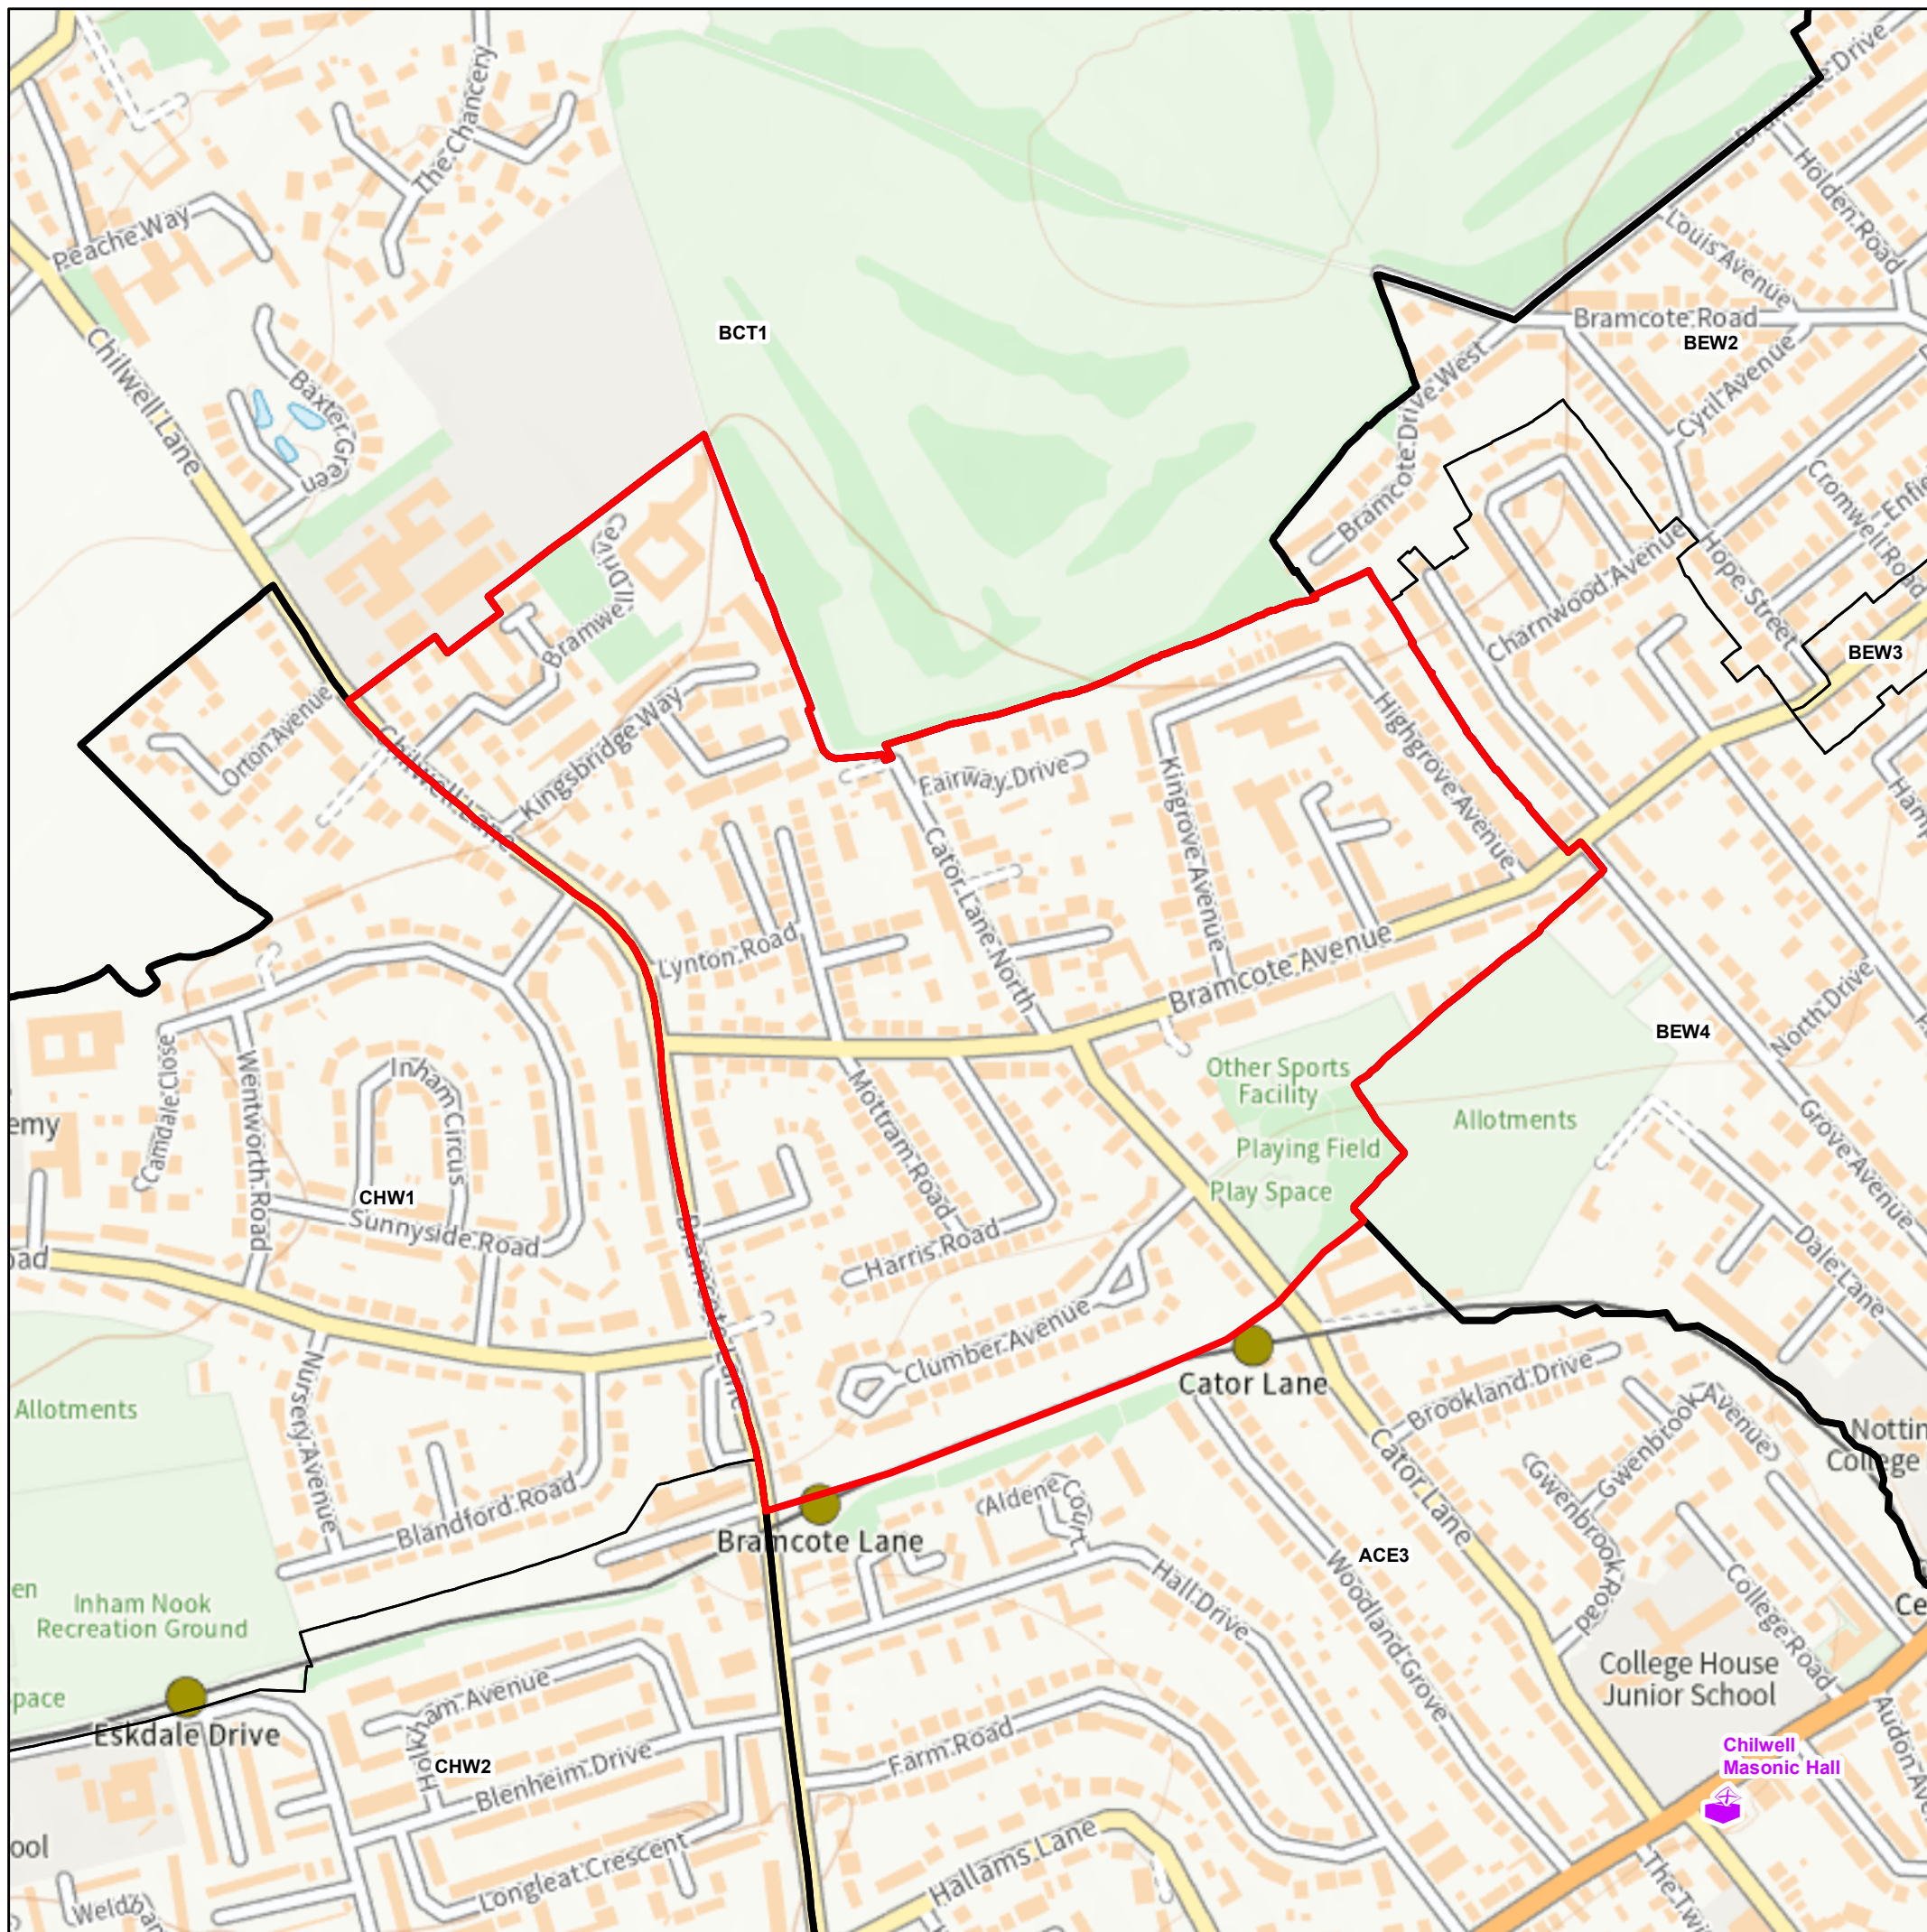 The Chancery
Bramcote Drive
Holden Road
Peache Way
Louis Avenue
Bramcote Road
BCT1
BEW2
Chilwell Lane
Baxter Green
Bramcote Drive West
Cyril Avenue
Cromwell Road
Charnwood Avenue
Hope Street
Bramwell Drive
BEW3
Orton Avenue
Kingsbridge Way
Chilwell Lane
Highgrove Avenue
Fairway Drive
Kingrove Avenue
Cator Lane North
Lynton Road
Bramcote Avenue
North Drive
BEW4
Other Sports
Facility
Allotments
Playing Field
Play Space
Inham Circus
Camdale Close
Wentworth Road
Mottram Road
Grove Avenue
CHW1
Sunnyside Road
Harris Road
Dale Lane
Bramcote Lane
Clumber Avenue
Cator Lane
Brookland Drive
Allotments
Nursery Avenue
Gwenbrook Avenue
Cator Lane
Blandford Road
Aldene Court
Bramcote Lane
Gwenbrook Road
ACE3
Hall Drive
Woodland Grove
College Road
Inham Nook
Recreation Ground
College House
Junior School
Eskdale Drive
Holkham Avenue
Farm Road
Blenheim Drive
CHW2
Chilwell
Masonic Hall
Hallams Lane
Longleat Crescent